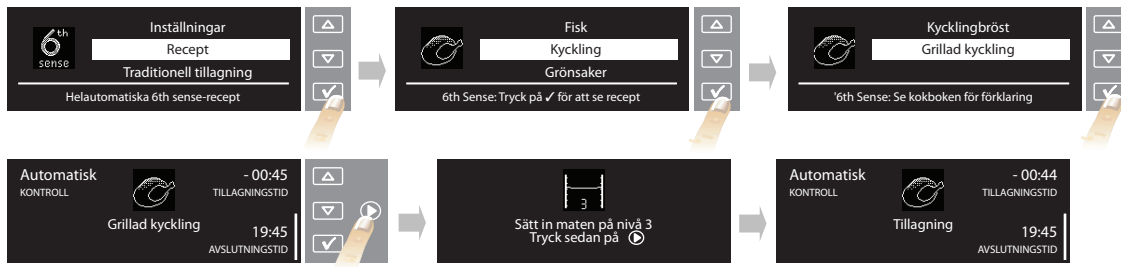 6th
sense
Inställningar
Recept
Traditionell tillagning
Helautomatiska 6th sense-recept
Fisk
Kyckling
Grönsaker
6th Sense: Tryck på ✓ för att se recept
Kycklingbröst
Grillad kyckling
'6th Sense: Se kokboken för förklaring
Automatisk
KONTROLL
- 00:45
TILLAGNINGSTID
Grillad kyckling
19:45
AVSLUTNINGSTID
3
Sätt in maten på nivå 3
Tryck sedan på
Automatisk
KONTROLL
- 00:44
TILLAGNINGSTID
Tillagning
19:45
AVSLUTNINGSTID